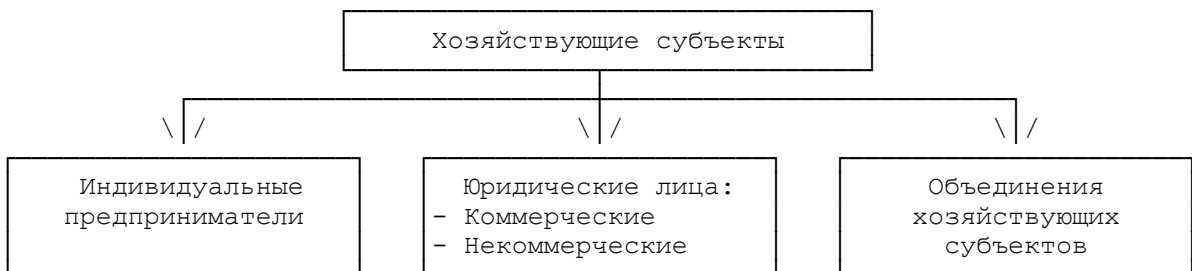 Хозяйствующие субъекты
Индивидуальные
предприниматели
Юридические лица:
- Коммерческие
- Некоммерческие
Объединения
хозяйствующих
субъектов